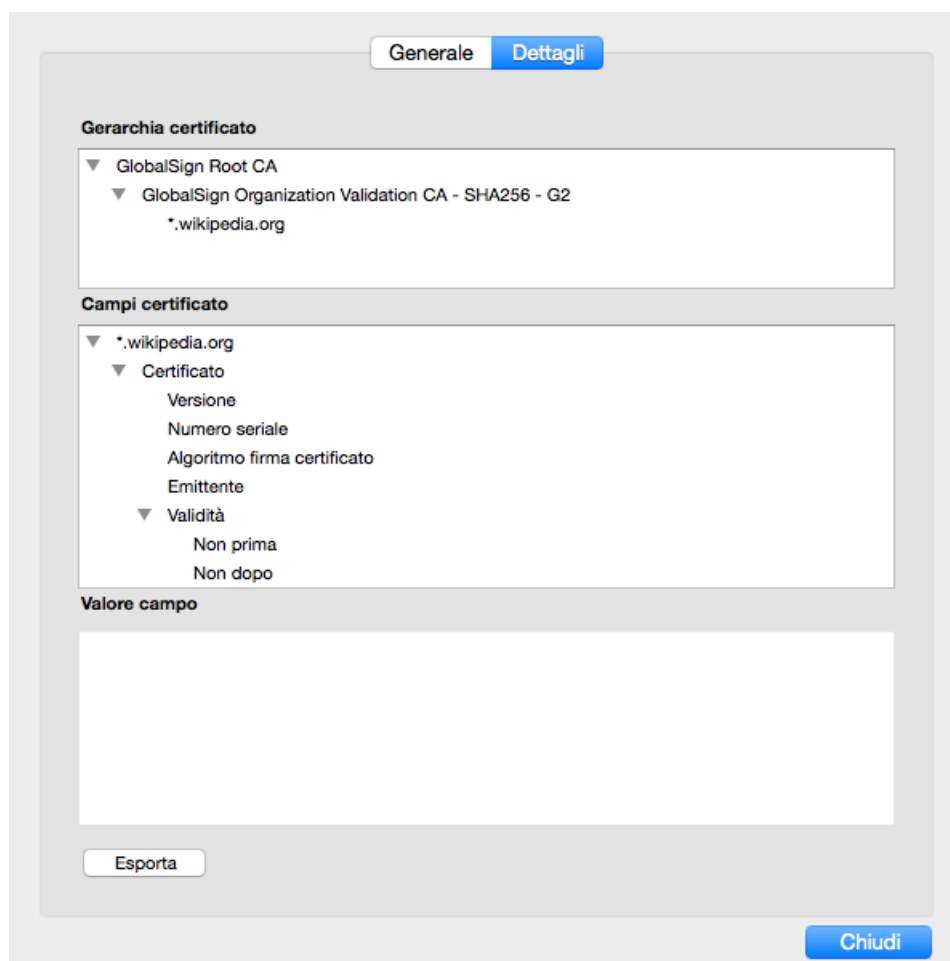 Generale Dettagli
Gerarchia certificato
GlobalSign Root CA
GlobalSign Organization Validation CA - SHA256 - G2
*.wikipedia.org
Campi certificato
*.wikipedia.org
Certificato
Versione
Numero seriale
Algoritmo firma certificato
Emittente
Validità
Non prima
Non dopo
Valore campo
Esporta
Chiudi